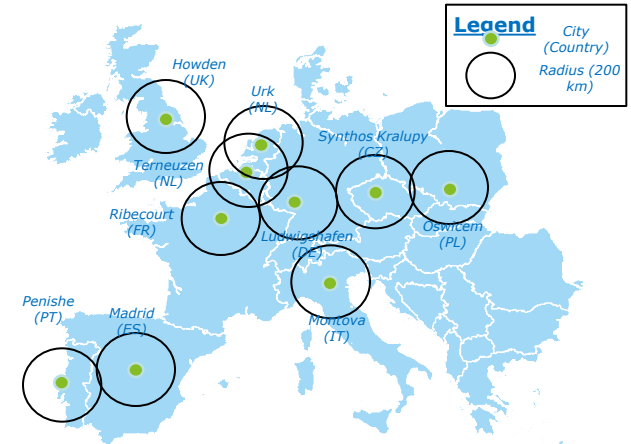 Legend
City
(Country)
Radius (200
km)
Howden
(UK)
Urk
(NL)
Synthos Kralupy
(CZ)
Terneuzen
(NL)
Ribecourt
(FR)
Oswicem
(PL)
Ludwigshafen
(DE)
Penishe
(PT)
Madrid
(ES)
Montova
(IT)